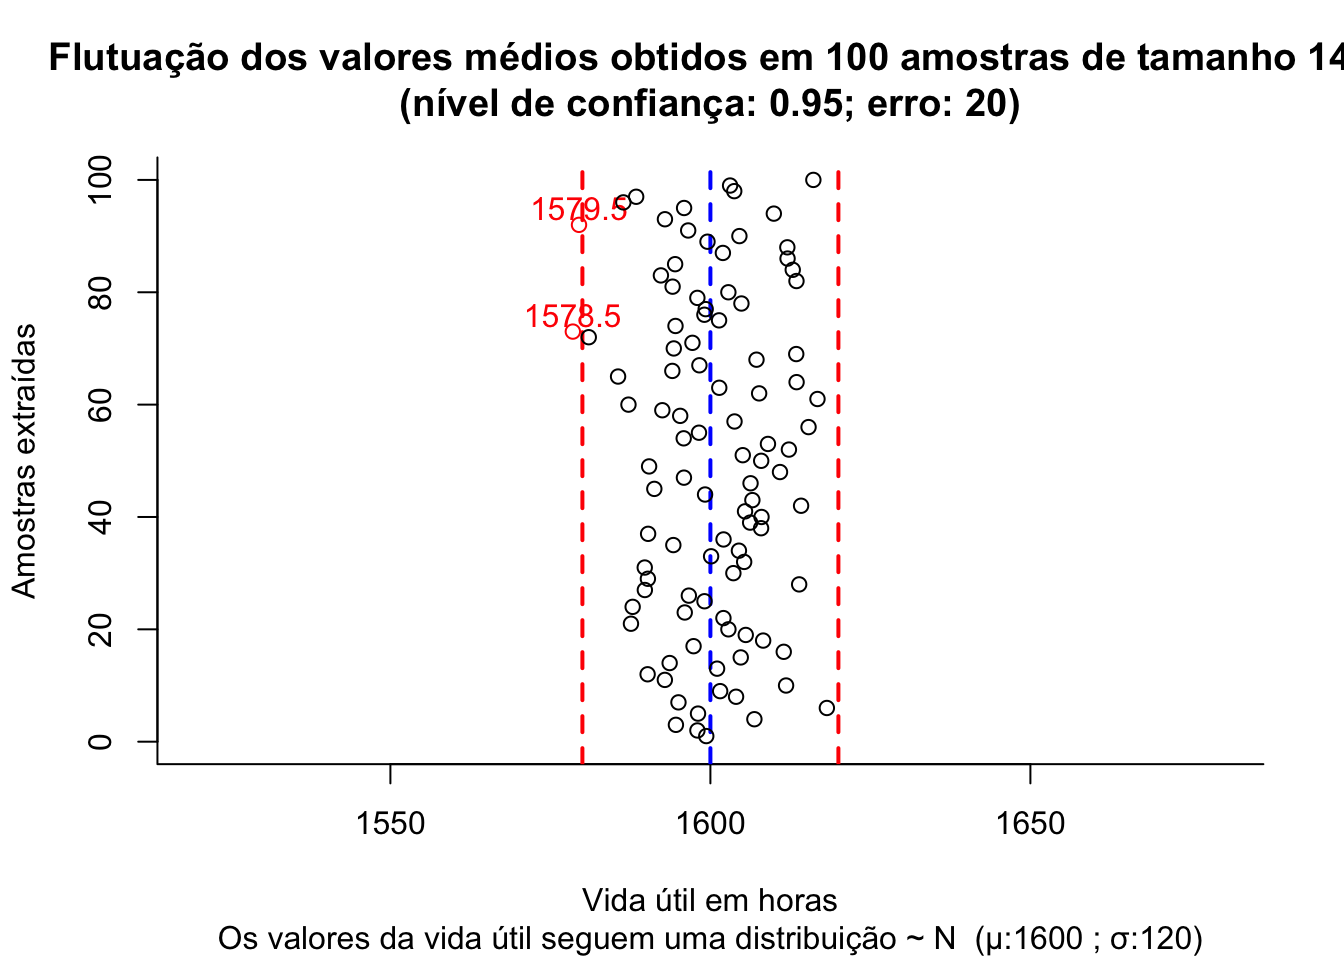 Flutuação dos valores médios obtidos em 100 amostras de tamanho 14
(nível de confiança: 0.95; erro: 20)
Amostras extraídas
100
80
60
40
20
0
1579.5
1578.5
1550
1600
1650
Vida útil em horas
Os valores da vida útil seguem uma distribuição ~ N (μ:1600 ; σ:120)